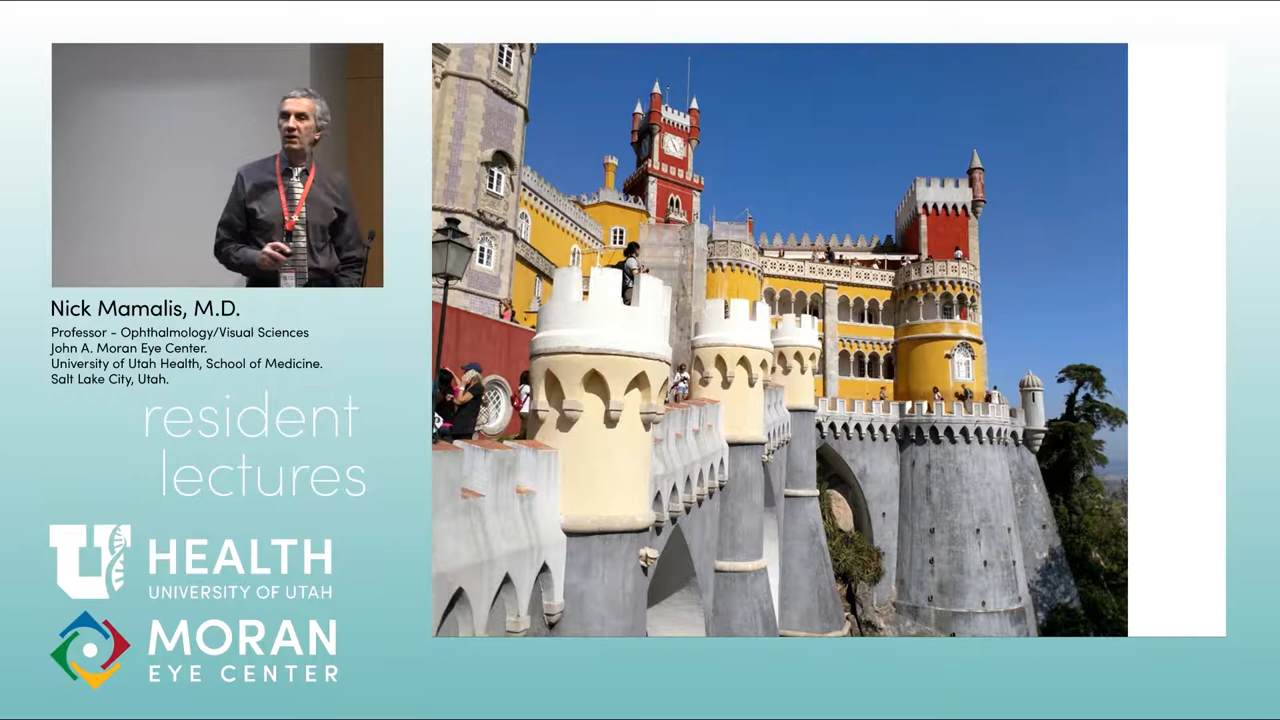 Nick Mamalis, M.D.
Professor - Ophthalmology/Visual Sciences
John A. Moran Eye Center.
University of Utah Health, School of Medicine.
Salt Lake City, Utah.
resident
lectures
U HEALTH
UNIVERSITY OF UTAH
MORAN
EYE CENTER